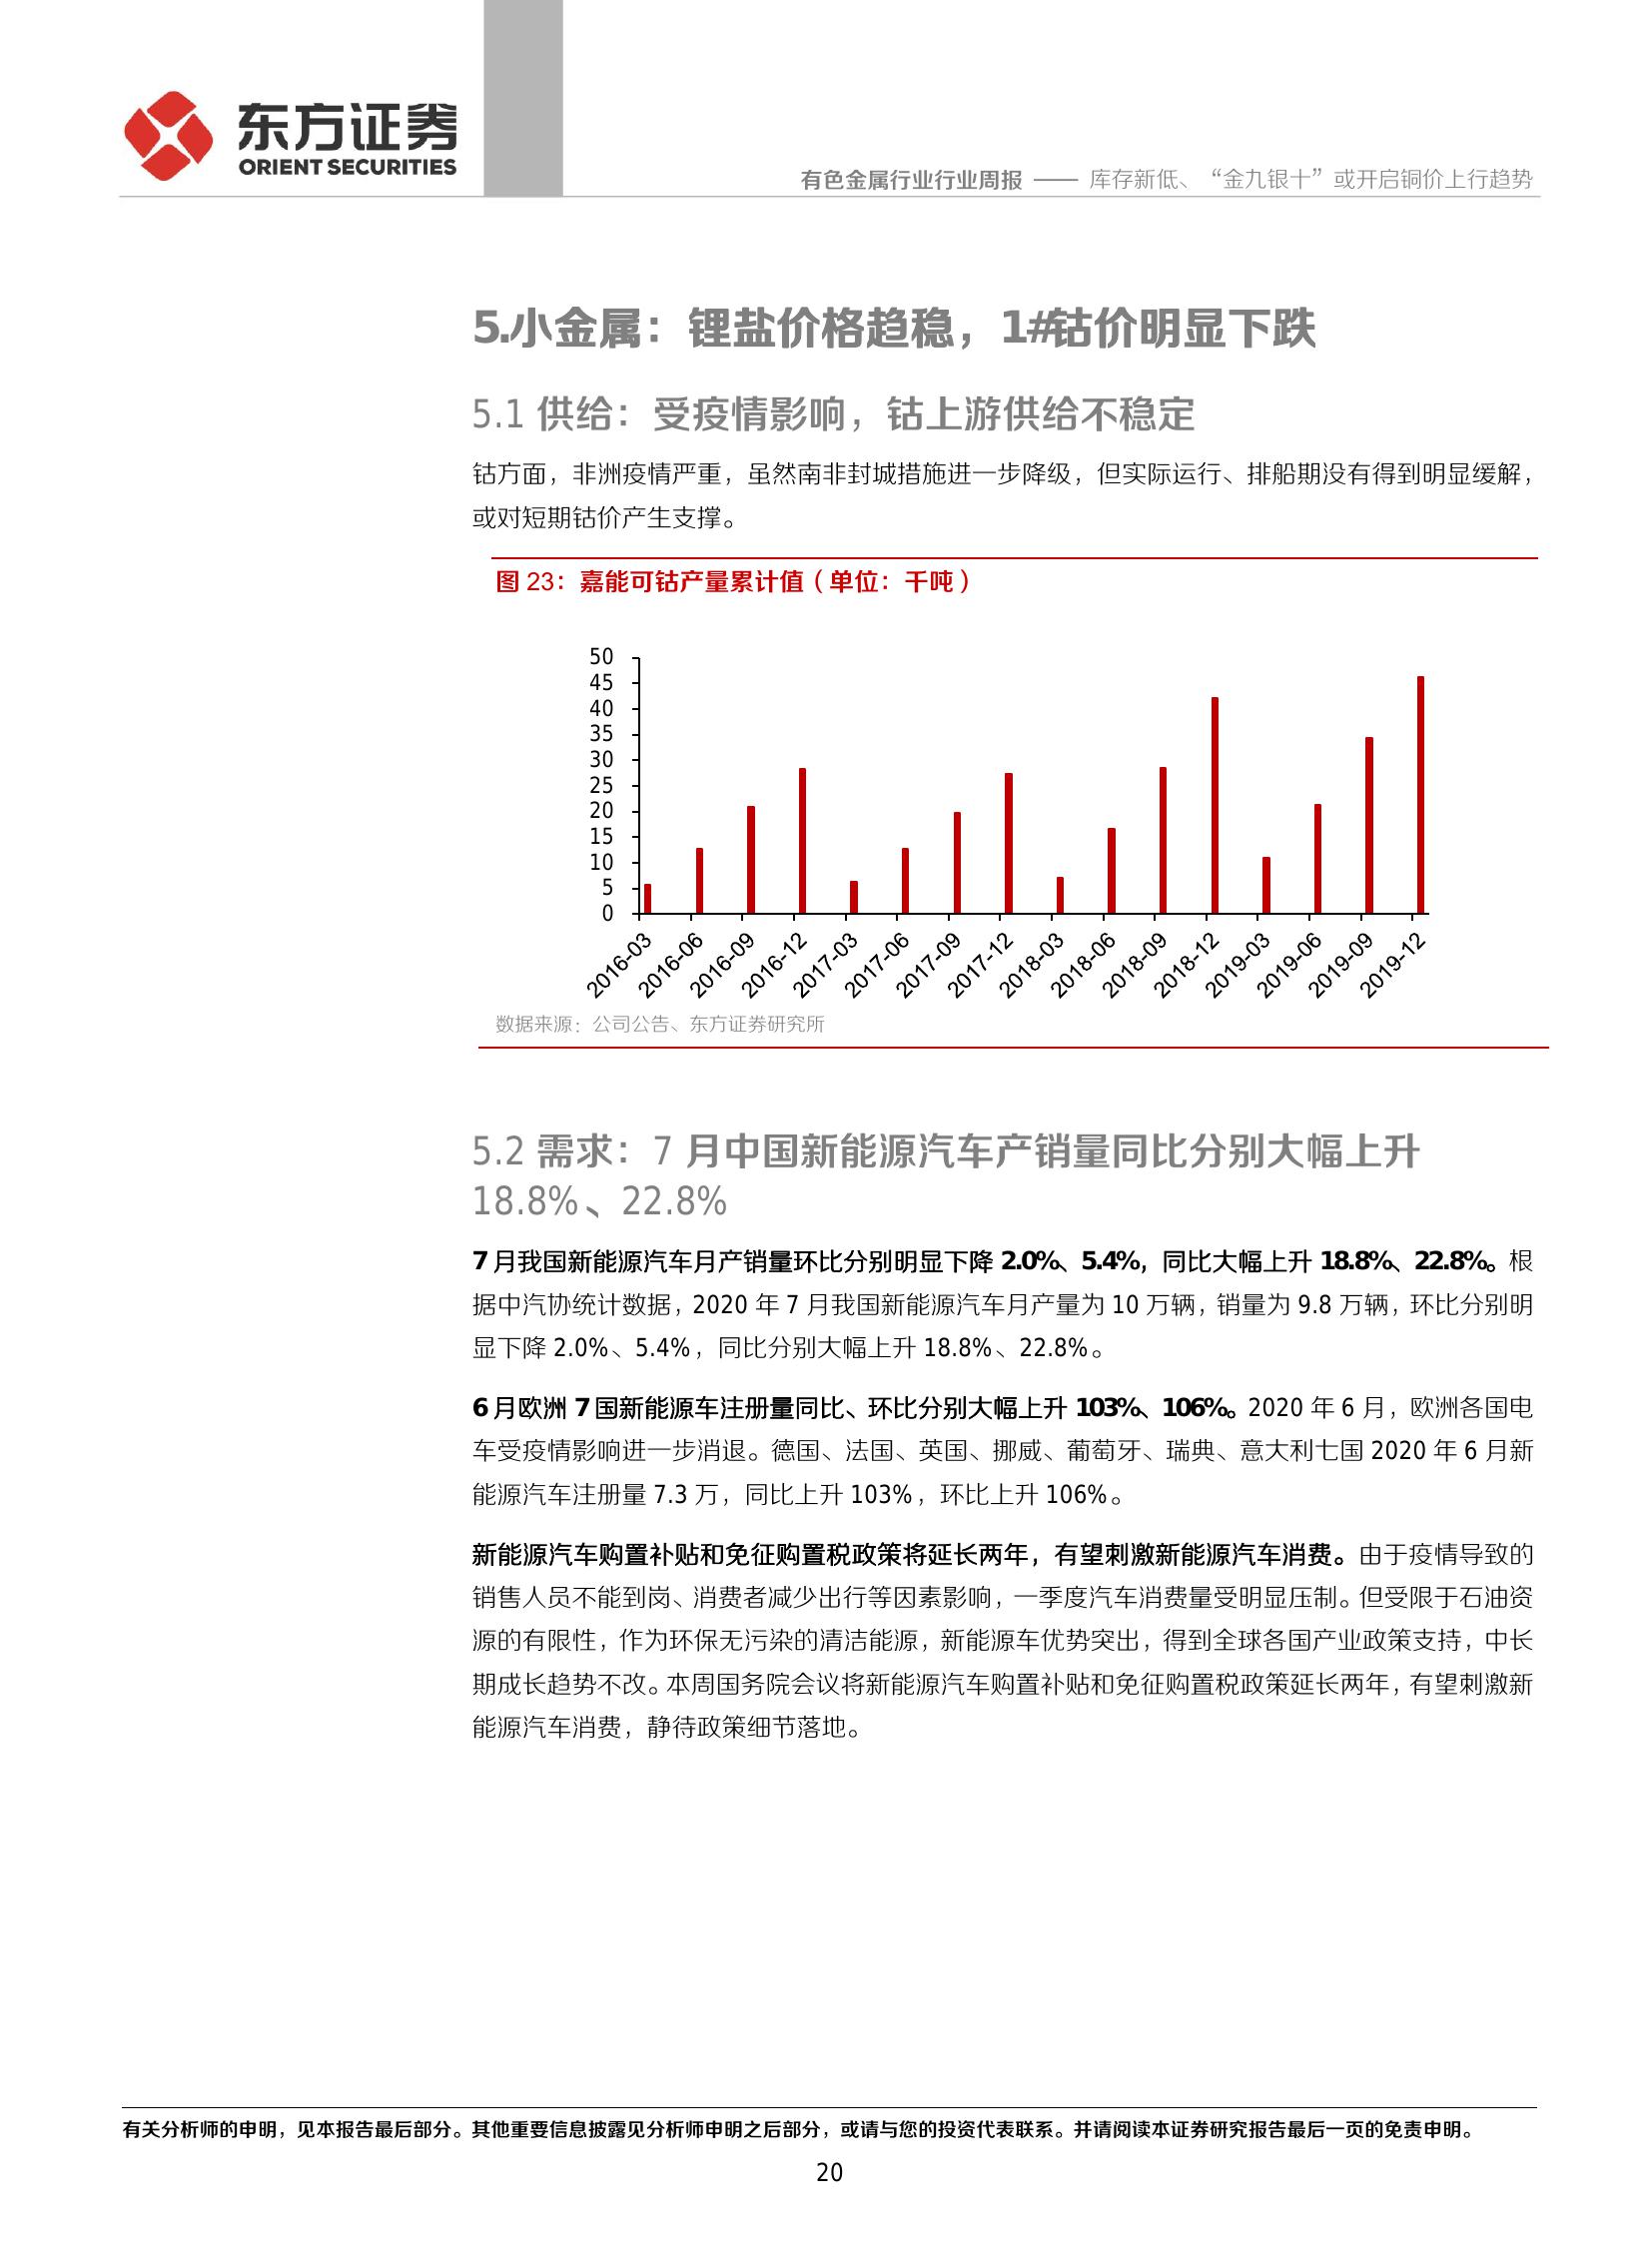 东方证券
ORIENT SECURITIES
有色金属行业行业周报 —— 库存新低、“金九银十”或开启铜价上行趋势
5.小金属：锂盐价格趋稳，1#钴价明显下跌
5.1 供给：受疫情影响，钴上游供给不稳定
钴方面，非洲疫情严重，虽然南非封城措施进一步降级，但实际运行、排船期没有得到明显缓解，
或对短期钴价产生支撑。
图 23：嘉能可钴产量累计值（单位：千吨）
50
45
40
35
30
25
20
15
10
5
0
2016-03
2016-06
2016-09
2016-12
2017-03
2017-06
2017-09
2017-12
2018-03
2018-06
2018-09
2018-12
2019-03
2019-06
2019-09
2019-12
数据来源：公司公告、东方证券研究所
5.2 需求：7 月中国新能源汽车产销量同比分别大幅上升
18.8%、22.8%
7 月我国新能源汽车月产销量环比分别明显下降 2.0%、5.4%，同比大幅上升 18.8%、22.8%。根
据中汽协统计数据，2020 年 7 月我国新能源汽车月产量为 10 万辆，销量为 9.8 万辆，环比分别明
显下降 2.0%、5.4%，同比分别大幅上升 18.8%、22.8%。
6 月欧洲 7 国新能源车注册量同比、环比分别大幅上升 103%、106%。2020 年 6 月，欧洲各国电
车受疫情影响进一步消退。德国、法国、英国、挪威、葡萄牙、瑞典、意大利七国 2020 年 6 月新
能源汽车注册量 7.3 万，同比上升 103%，环比上升 106%。
新能源汽车购置补贴和免征购置税政策将延长两年，有望刺激新能源汽车消费。由于疫情导致的
销售人员不能到岗、消费者减少出行等因素影响，一季度汽车消费量受明显压制。但受限于石油资
源的有限性，作为环保无污染的清洁能源，新能源车优势突出，得到全球各国产业政策支持，中长
期成长趋势不改。本周国务院会议将新能源汽车购置补贴和免征购置税政策延长两年，有望刺激新
能源汽车消费，静待政策细节落地。
有关分析师的申明，见本报告最后部分。其他重要信息披露见分析师申明之后部分，或请与您的投资代表联系。并请阅读本证券研究报告最后一页的免责申明。
20